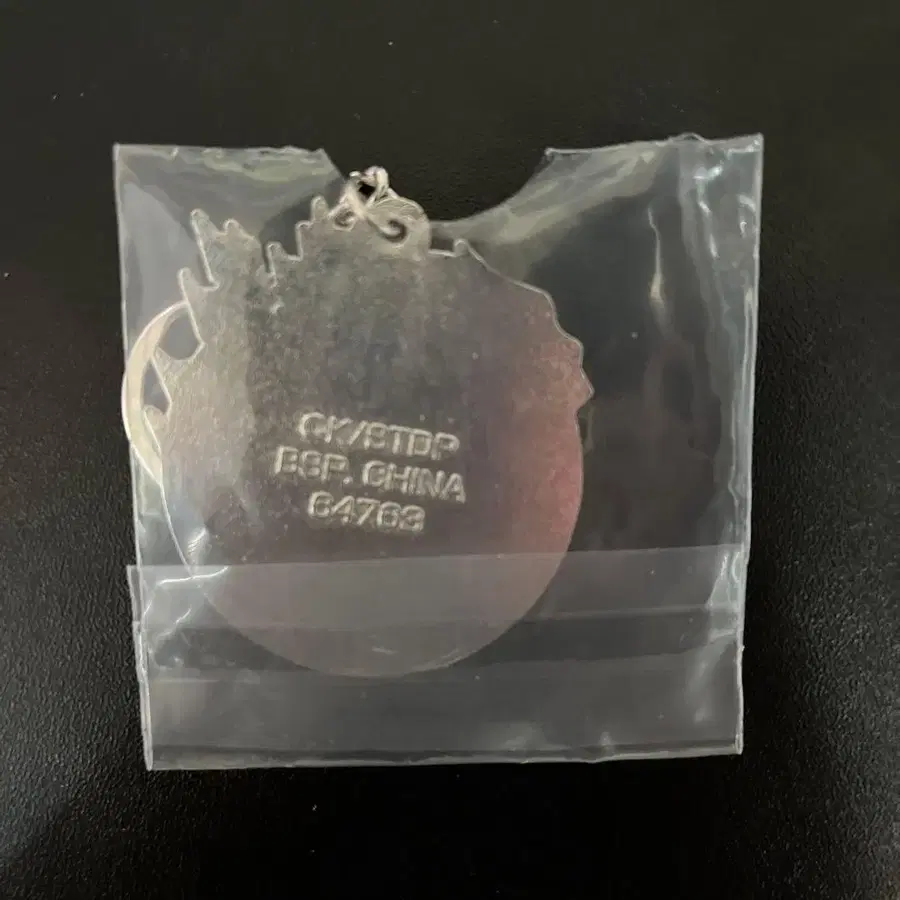 CK/STDP
BSP. CHINA
64763